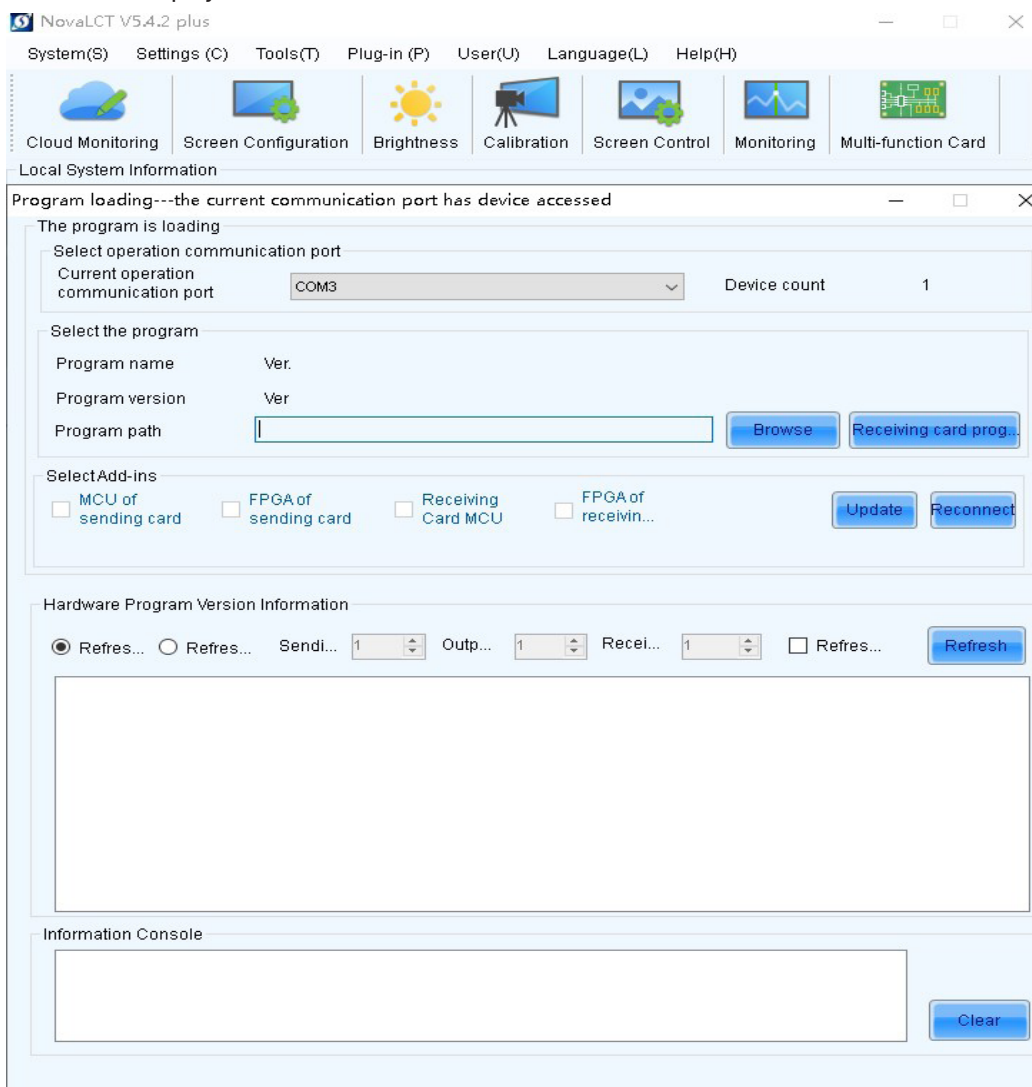 NovaLCT V5.4.2 plus
System(S) Settings (C) Tools(T) Plug-in (P) User(U) Language(L) Help(H)
Cloud Monitoring Screen Configuration Brightness Calibration Screen Control Monitoring Multi-function Card
Local System Information
Program loading---the current communication port has device accessed
The program is loading
Select operation communication port
Current operation
communication port COM3 Device count 1
Select the program
Program name Ver.
Program version Ver
Program path Browse Receiving card prog...
SelectAdd-ins
MCU of FPGA of Receiving FPGA of
sending card sending card Card MCU receivin... Update Reconnect
Hardware Program Version Information
Refres... Refres... Sendi... 1 Outp... 1 Recei... 1 Refres... Refresh
Information Console
Clear